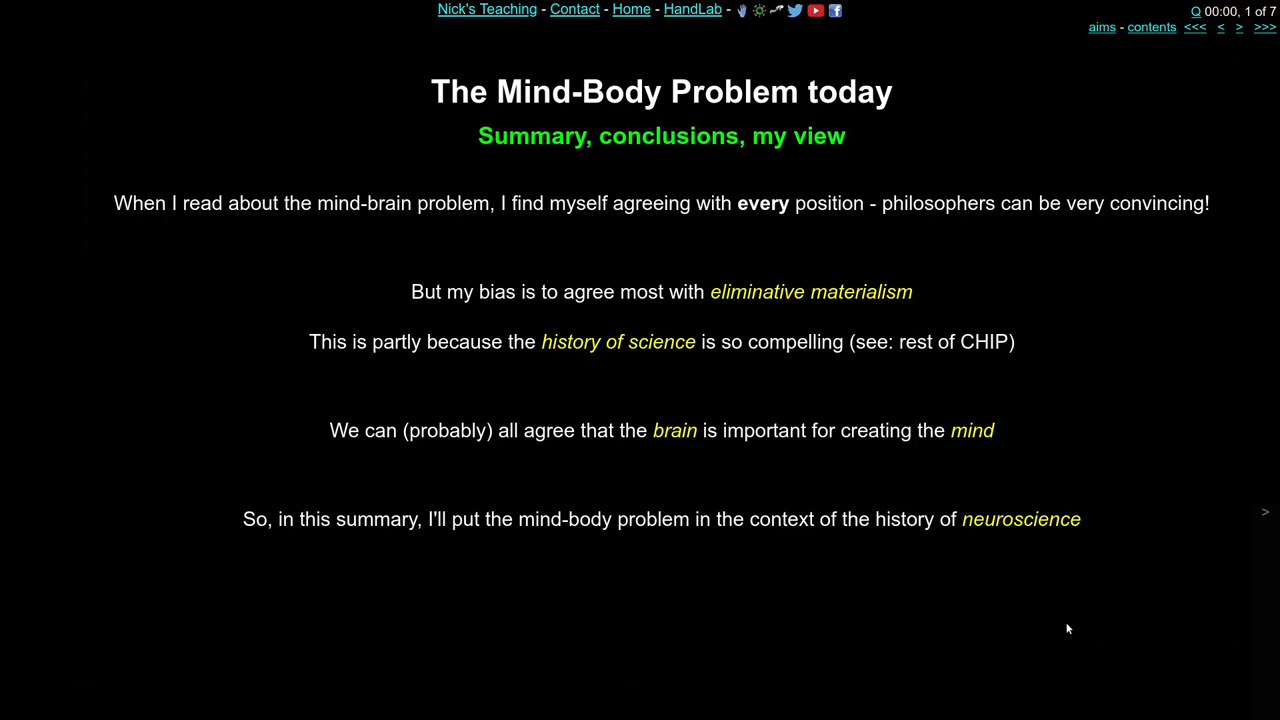 Nick's Teaching - Contact - Home - HandLab -
Q 00:00, 1 of 7
aims - contents <<< < > >>>
The Mind-Body Problem today
Summary, conclusions, my view
When I read about the mind-brain problem, I find myself agreeing with every position - philosophers can be very convincing!
But my bias is to agree most with eliminative materialism
This is partly because the history of science is so compelling (see: rest of CHIP)
We can (probably) all agree that the brain is important for creating the mind
So, in this summary, I'll put the mind-body problem in the context of the history of neuroscience
>